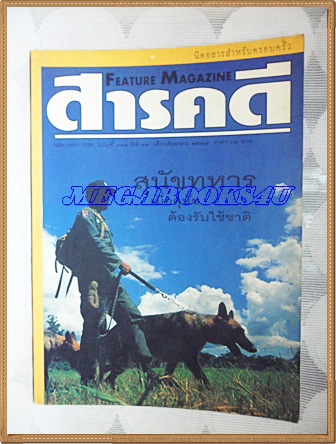 นิตยสารสำหรับครอบครัว
FEATURE MAGAZINE
สารคดี
สุนัขทหาร
MEGABOOKS4U
ต้องรับใช้ชาติ